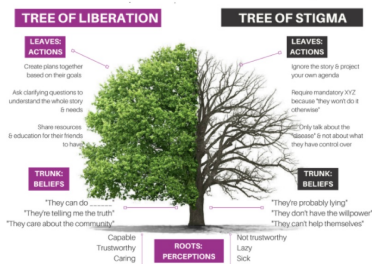 TREE OF LIBERATION
TREE OF STIGMA
LEAVES:
ACTIONS
Create plans together
based on their goals
Ask clarifying questions to
understand the whole story
& needs
Share resources
& education for their friends
to have
LEAVES:
ACTIONS
Ignore the story & project
your own agenda
Require mandatory XYZ
because "they won't do it
otherwise"
Only talk about the
"disease" & not about what
they have control over
TRUNK:
BELIEFS
"They can do ______"
"They're telling me the truth"
"They care about the community"
TRUNK:
BELIEFS
"They're probably lying"
"They don't have the willpower"
"They can't help themselves"
Capable
Trustworthy
Caring
ROOTS:
PERCEPTIONS
Not trustworthy
Lazy
Sick